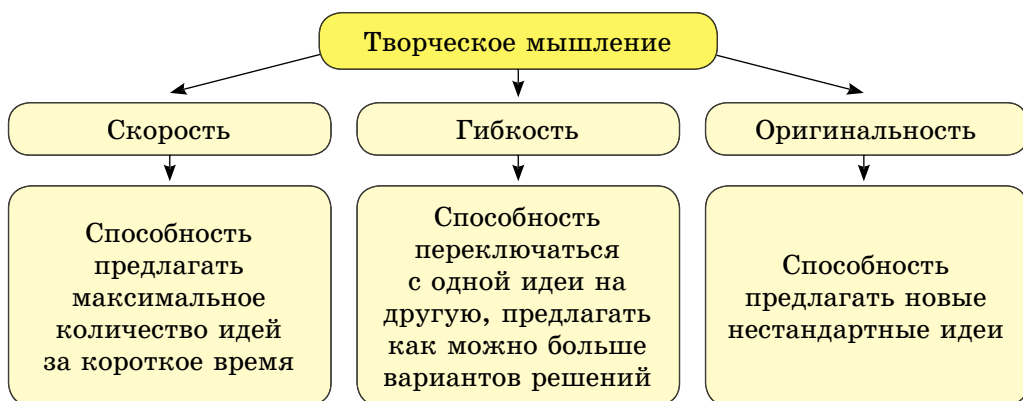 Творческое мышление
Скорость
Гибкость
Оригинальность
Способность
предлагать
максимальное
количество идей
за короткое время
Способность
переключаться
с одной идеи на
другую, предлагать
как можно больше
вариантов решений
Способность
предлагать новые
нестандартные идеи